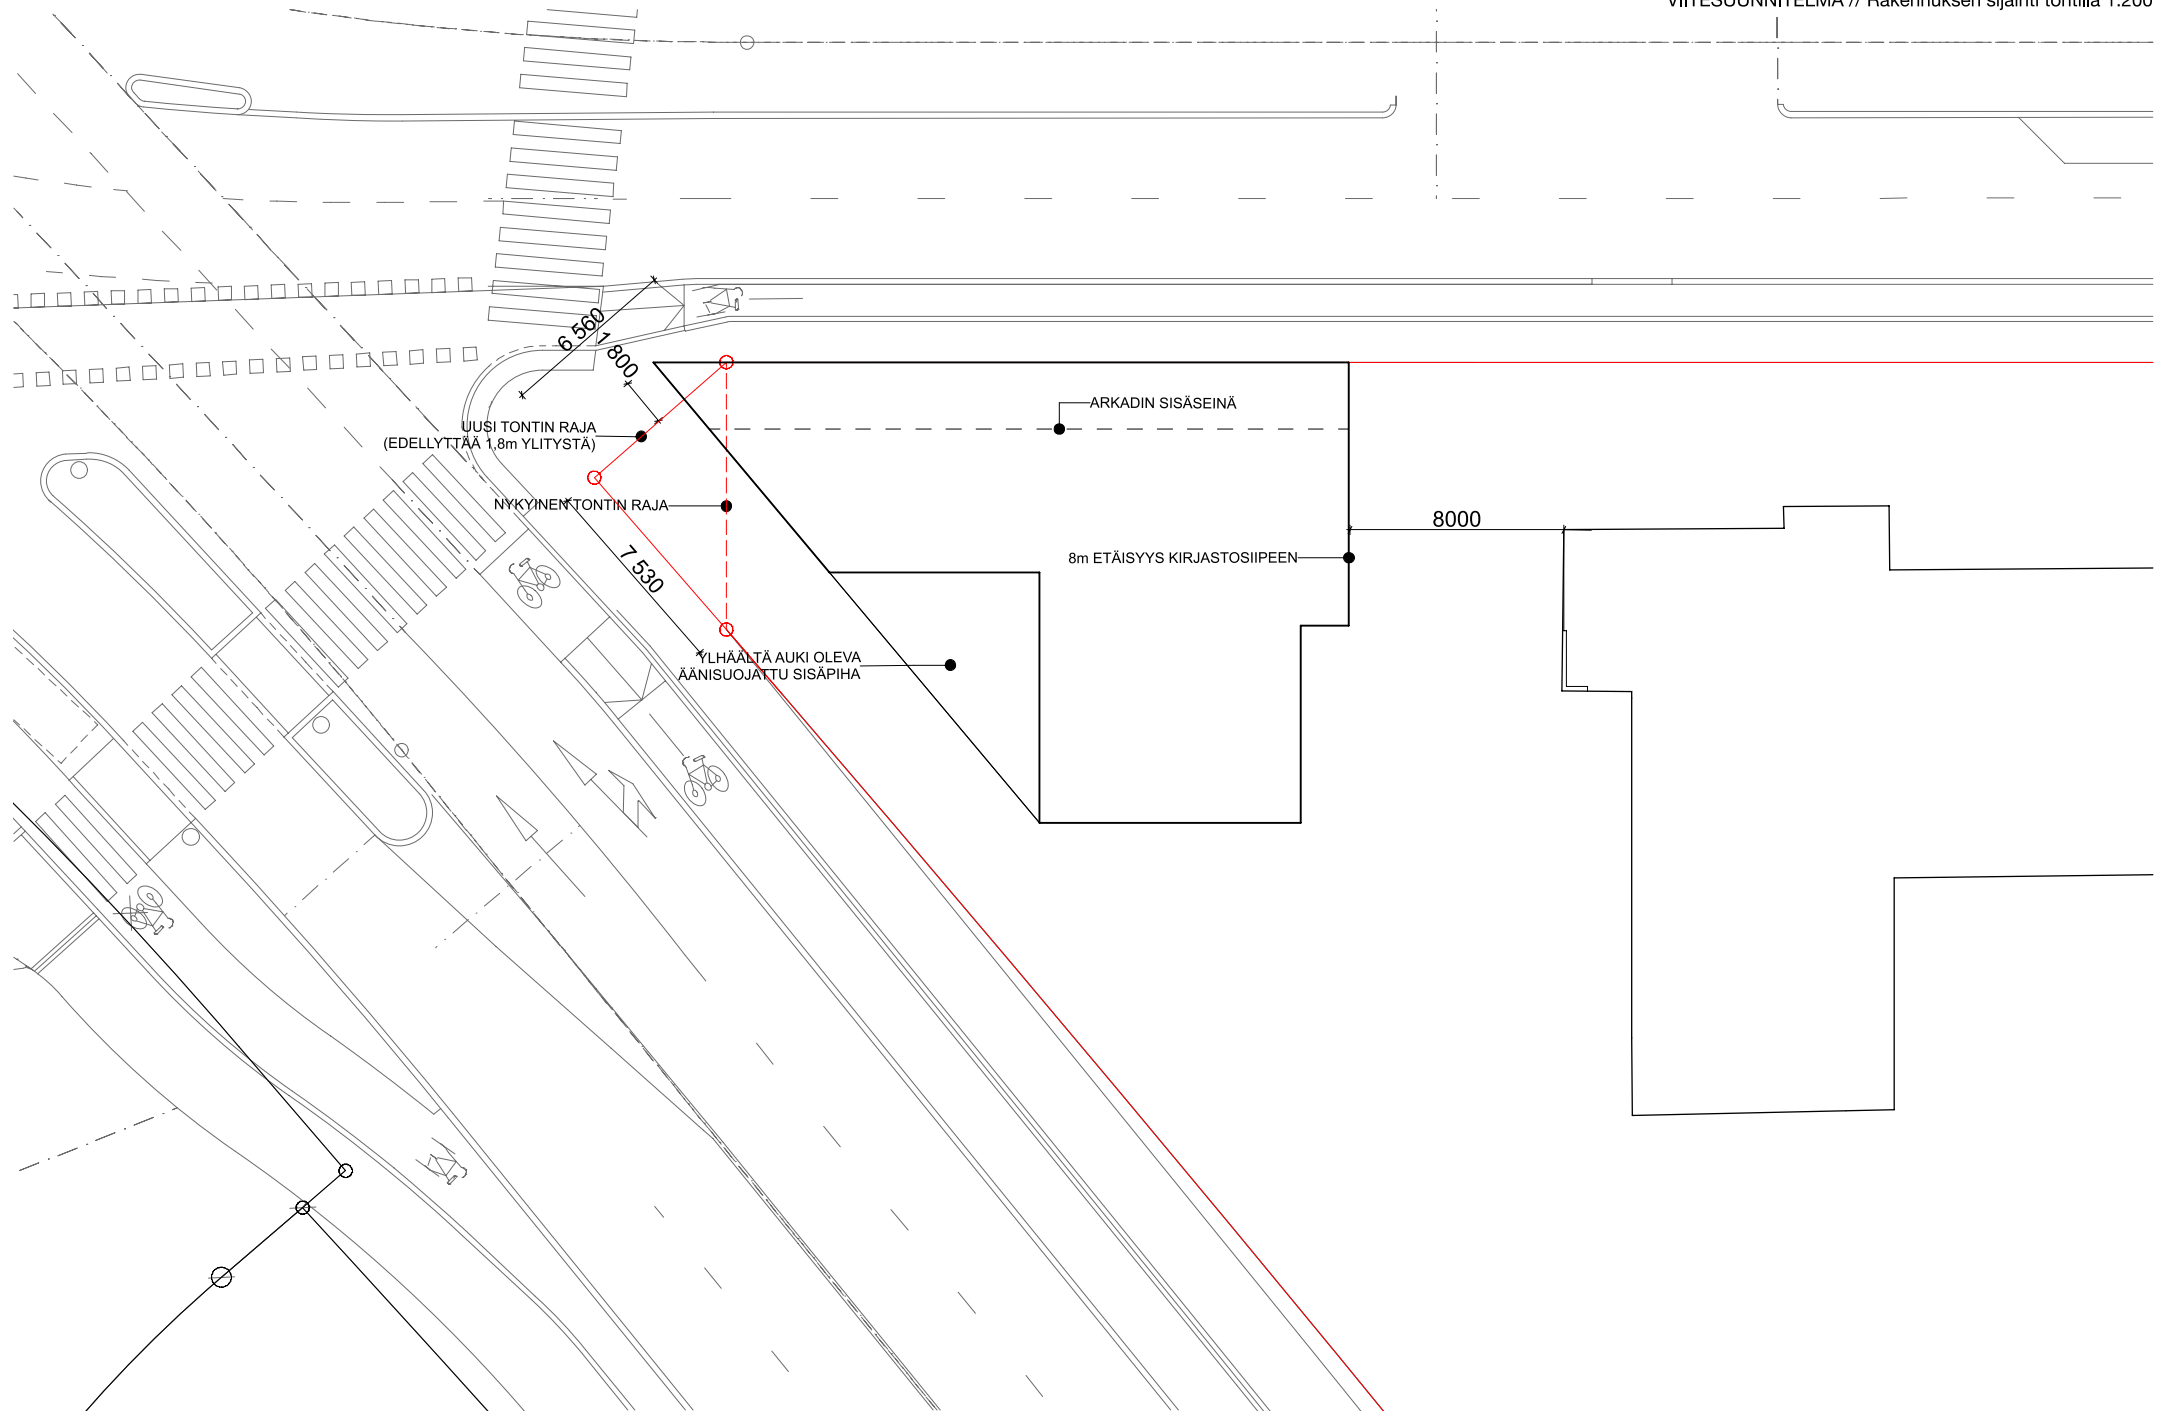 VIITESUUNNITELMA // Rakennuksen sijainti tontilla 1:200
6 560
1 800
ARKADIN SISÄSEINÄ
UUSI TONTIN RAJA
(EDELLYTTÄÄ 1,8m YLITYSTÄ)
NYKYINEN TONTIN RAJA
8000
8m ETÄISYYS KIRJASTOSIIPEEN
7 530
YLHÄÄLTÄ AUKI OLEVA
ÄÄNISUOJATTU SISÄPIHA